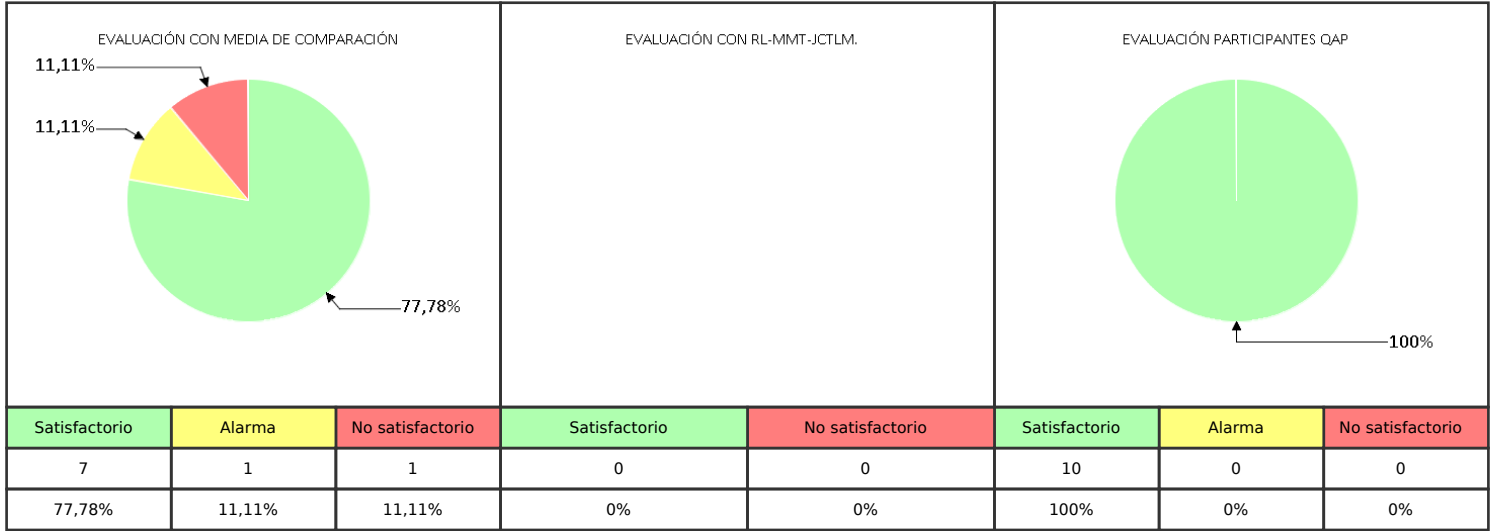 EVALUACIÓN CON MEDIA DE COMPARACIÓN
11,11%
11,11%
77,78%
EVALUACIÓN CON RL-MMT-JCTLM.
EVALUACIÓN PARTICIPANTES QAP
100%
Satisfactorio Alarma No satisfactorio Satisfactorio No satisfactorio Satisfactorio Alarma No satisfactorio
7 1 1 0 0 10 0 0
77,78% 11,11% 11,11% 0% 0% 100% 0% 0%